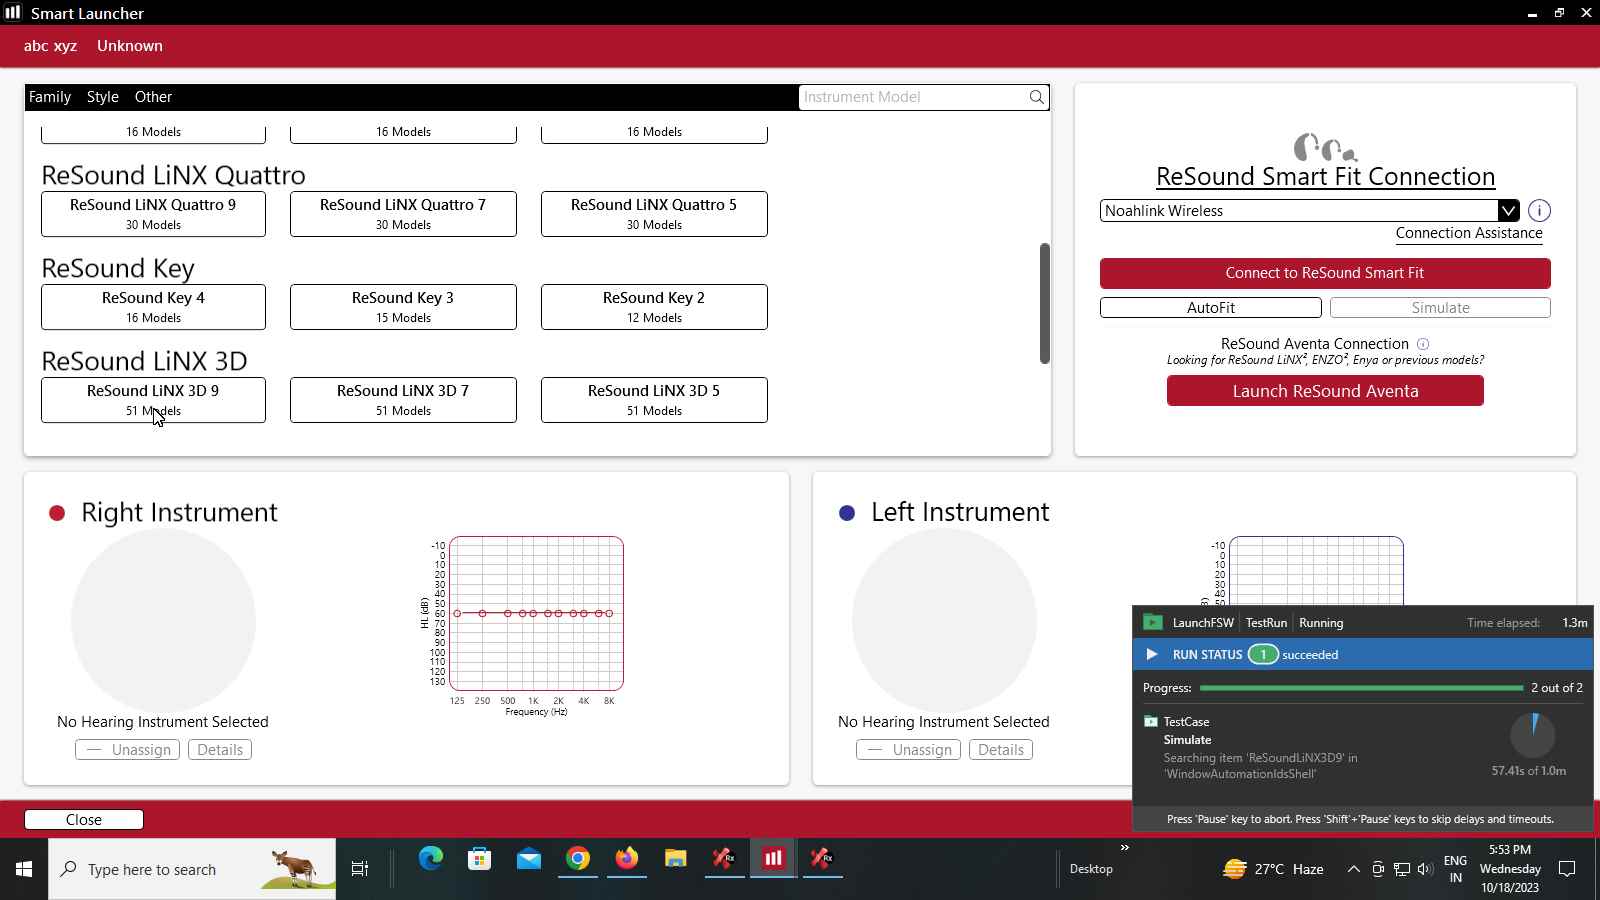 Smart Launcher
abc xyz Unknown
Family Style Other Instrument Model
16 Models 16 Models 16 Models
ReSound LiNX Quattro
ReSound LiNX Quattro 9 ReSound LiNX Quattro 7 ReSound LiNX Quattro 5
30 Models 30 Models 30 Models
ReSound Key
ReSound Key 4 ReSound Key 3 ReSound Key 2
16 Models 15 Models 12 Models
ReSound LiNX 3D
ReSound LiNX 3D 9 ReSound LiNX 3D 7 ReSound LiNX 3D 5
51 Models 51 Models 51 Models
ReSound Smart Fit Connection
Noahlink Wireless
Connection Assistance
Connect to ReSound Smart Fit
AutoFit Simulate
ReSound Aventa Connection
Looking for ReSound LiNX², ENZO², Enya or previous models?
Launch ReSound Aventa
Right Instrument
HL (dB)
-10
0
10
20
30
40
50
60
70
80
90
100
110
120
130
125 250 500 1K 2K 4K 8K
Frequency (Hz)
No Hearing Instrument Selected
Unassign Details
Left Instrument
-10
0
10
20
30
40
50
No Hearing Instrument Selected
Unassign Details
LaunchFSW TestRun Running Time elapsed: 1.3m
RUN STATUS 1 succeeded
Progress: 2 out of 2
TestCase
Simulate
Searching item 'ReSoundLiNX3D9' in
'WindowAutomationIdsShell'
57.41s of 1.0m
Press 'Pause' key to abort. Press 'Shift'+'Pause' keys to skip delays and timeouts.
Close
Type here to search
Rx
Rx
Desktop
»
27°C Haze
ENG
IN
5:53 PM
Wednesday
10/18/2023